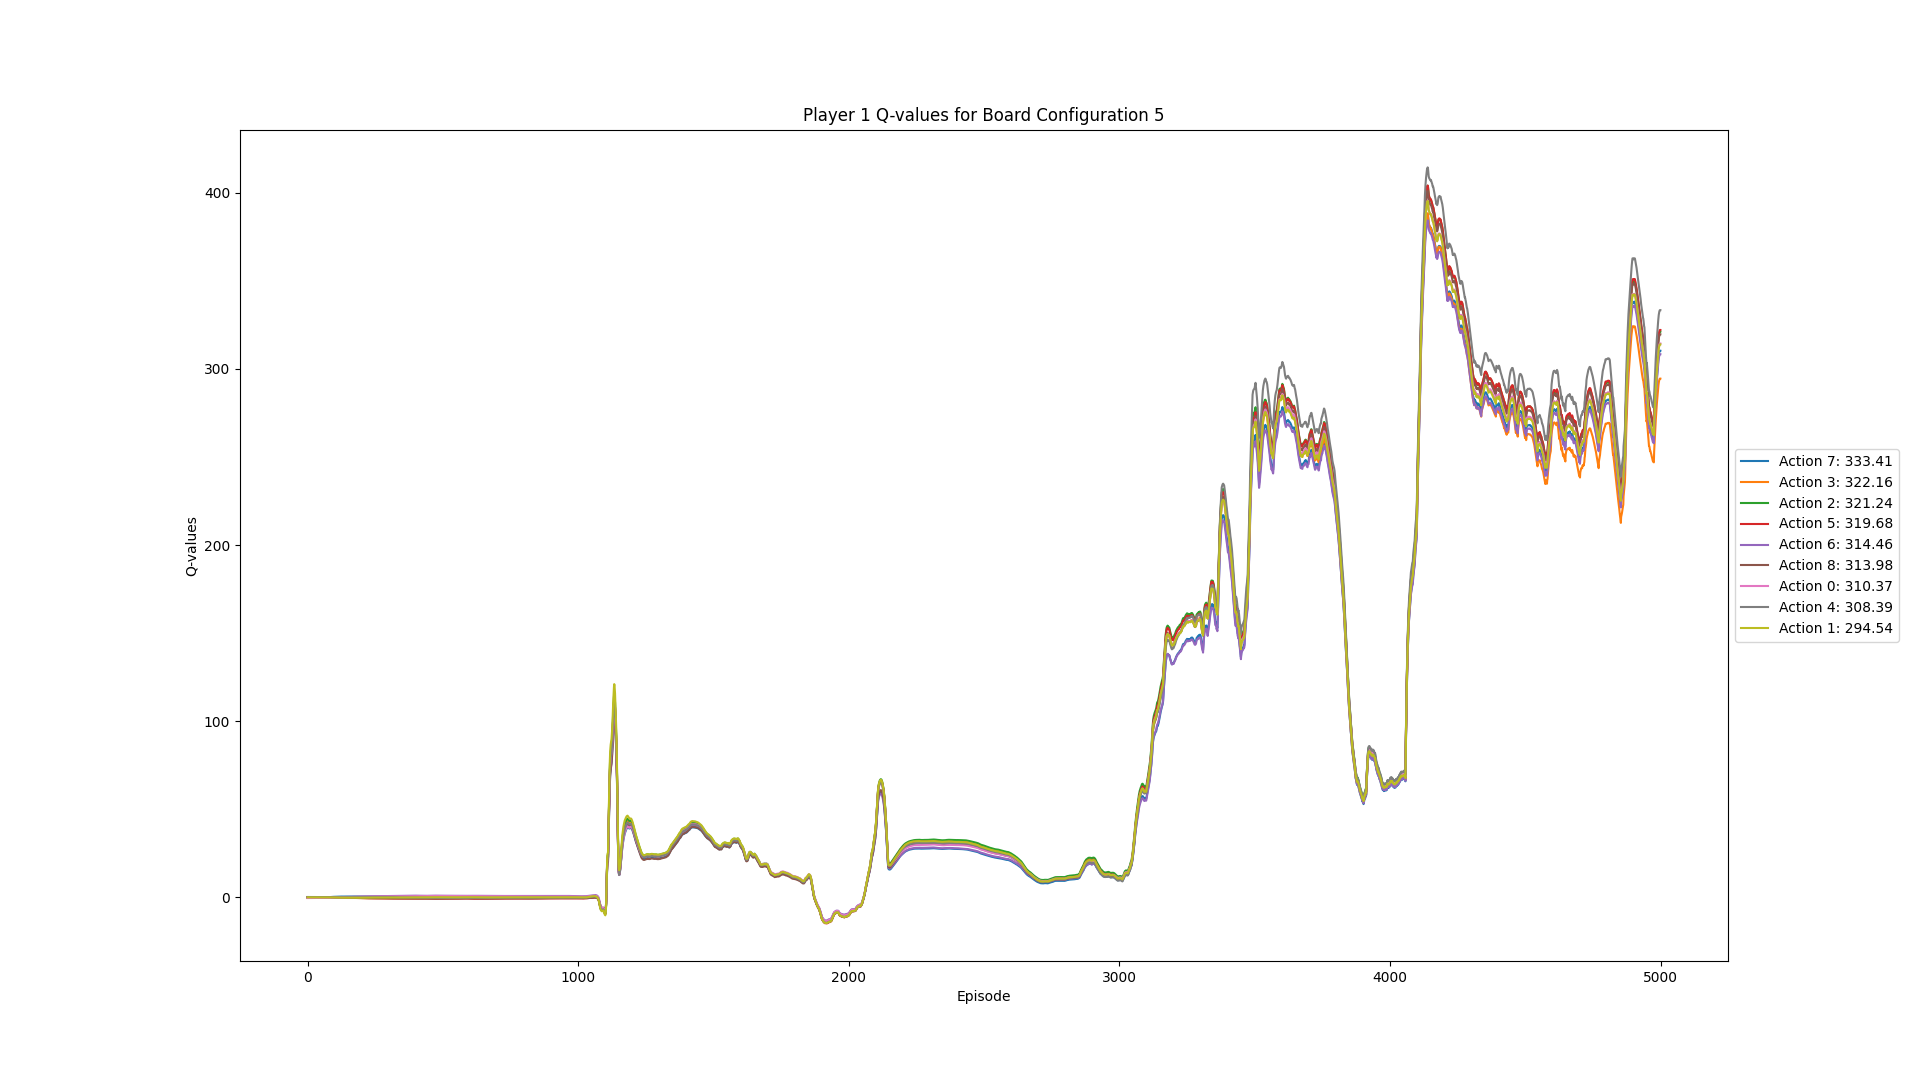 Player 1 Q-values for Board Configuration 5
Q-values
400
300
200
100
0
0
1000
2000
3000
4000
5000
Episode
Action 7: 333.41
Action 3: 322.16
Action 2: 321.24
Action 5: 319.68
Action 6: 314.46
Action 8: 313.98
Action 0: 310.37
Action 4: 308.39
Action 1: 294.54